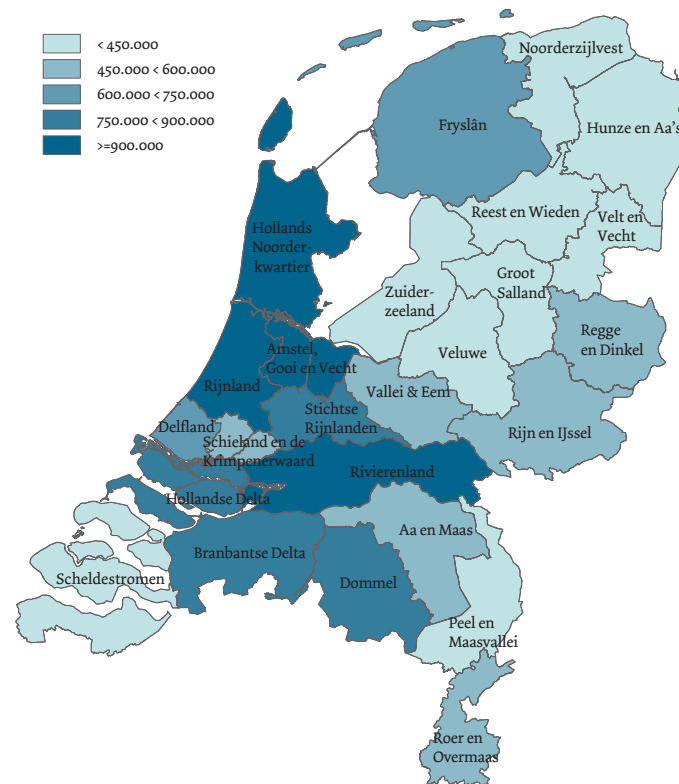 < 450.000
450.000 < 600.000
600.000 < 750.000
750.000 < 900.000
>=900.000
Noorderzijlvest
Fryslân
Hunze en Aa's
Reest en Wieden
Velt en
Vecht
Hollands
Noorder-
kwartier
Groot
Salland
Zuider-
zeeland
Regge
en Dinkel
Amstel,
Gooi en Vecht
Veluwe
Rijnland
Vallei & Eem
Stichtse
Rijnlanden
Delfland
Rijn en IJssel
Schieland en de
Krimpenerwaard
Rivierenland
Hollandse Delta
Aa en Maas
Branbantse Delta
Scheldestromen
Dommel
Peel en
Maasvallei
Roer en
Overmaas